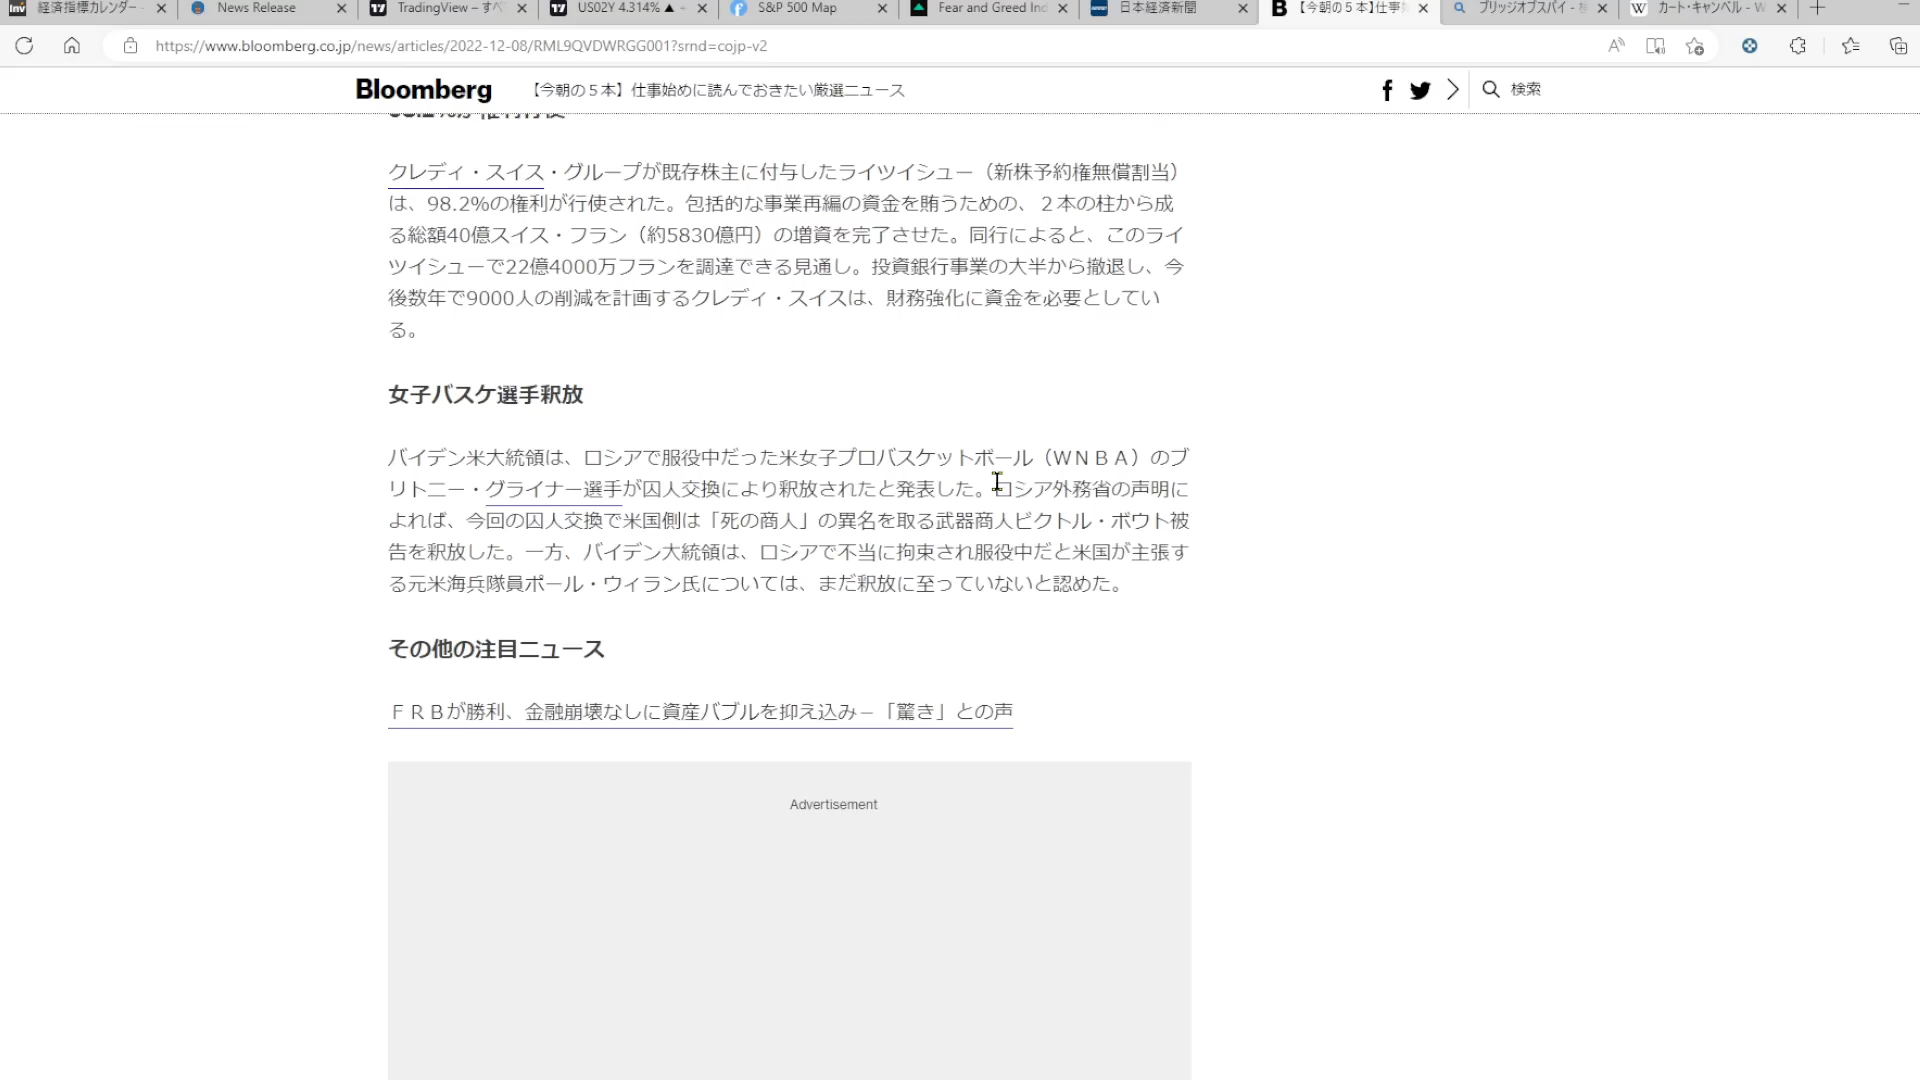 経済指標カレンダー -
News Release
TradingView – すべ
US02Y 4.314% ▲
S&P 500 Map
Fear and Greed Ind
日本経済新聞
【今朝の５本】仕事
ブリッジオブスパイ - 
カート・キャンベル - W
https://www.bloomberg.co.jp/news/articles/2022-12-08/RML9QVDWRGG001?srnd=cojp-v2
Bloomberg
【今朝の５本】仕事始めに読んでおきたい厳選ニュース
検索
クレディ・スイス・グループが既存株主に付与したライツイシュー（新株予約権無償割当）
は、98.2%の権利が行使された。包括的な事業再編の資金を賄うための、２本の柱から成
る総額40億スイス・フラン（約5830億円）の増資を完了させた。同行によると、このライ
ツイシューで22億4000万フランを調達できる見通し。投資銀行事業の大半から撤退し、今
後数年で9000人の削減を計画するクレディ・スイスは、財務強化に資金を必要としてい
る。
女子バスケ選手釈放
バイデン米大統領は、ロシアで服役中だった米女子プロバスケットボール（ＷＮＢＡ）のブ
リトニー・グライナー選手が囚人交換により釈放されたと発表した。ロシア外務省の声明に
よれば、今回の囚人交換で米国側は「死の商人」の異名を取る武器商人ビクトル・ボウト被
告を釈放した。一方、バイデン大統領は、ロシアで不当に拘束され服役中だと米国が主張す
る元米海兵隊員ポール・ウィラン氏については、まだ釈放に至っていないと認めた。
その他の注目ニュース
ＦＲＢが勝利、金融崩壊なしに資産バブルを抑え込み－「驚き」との声
Advertisement